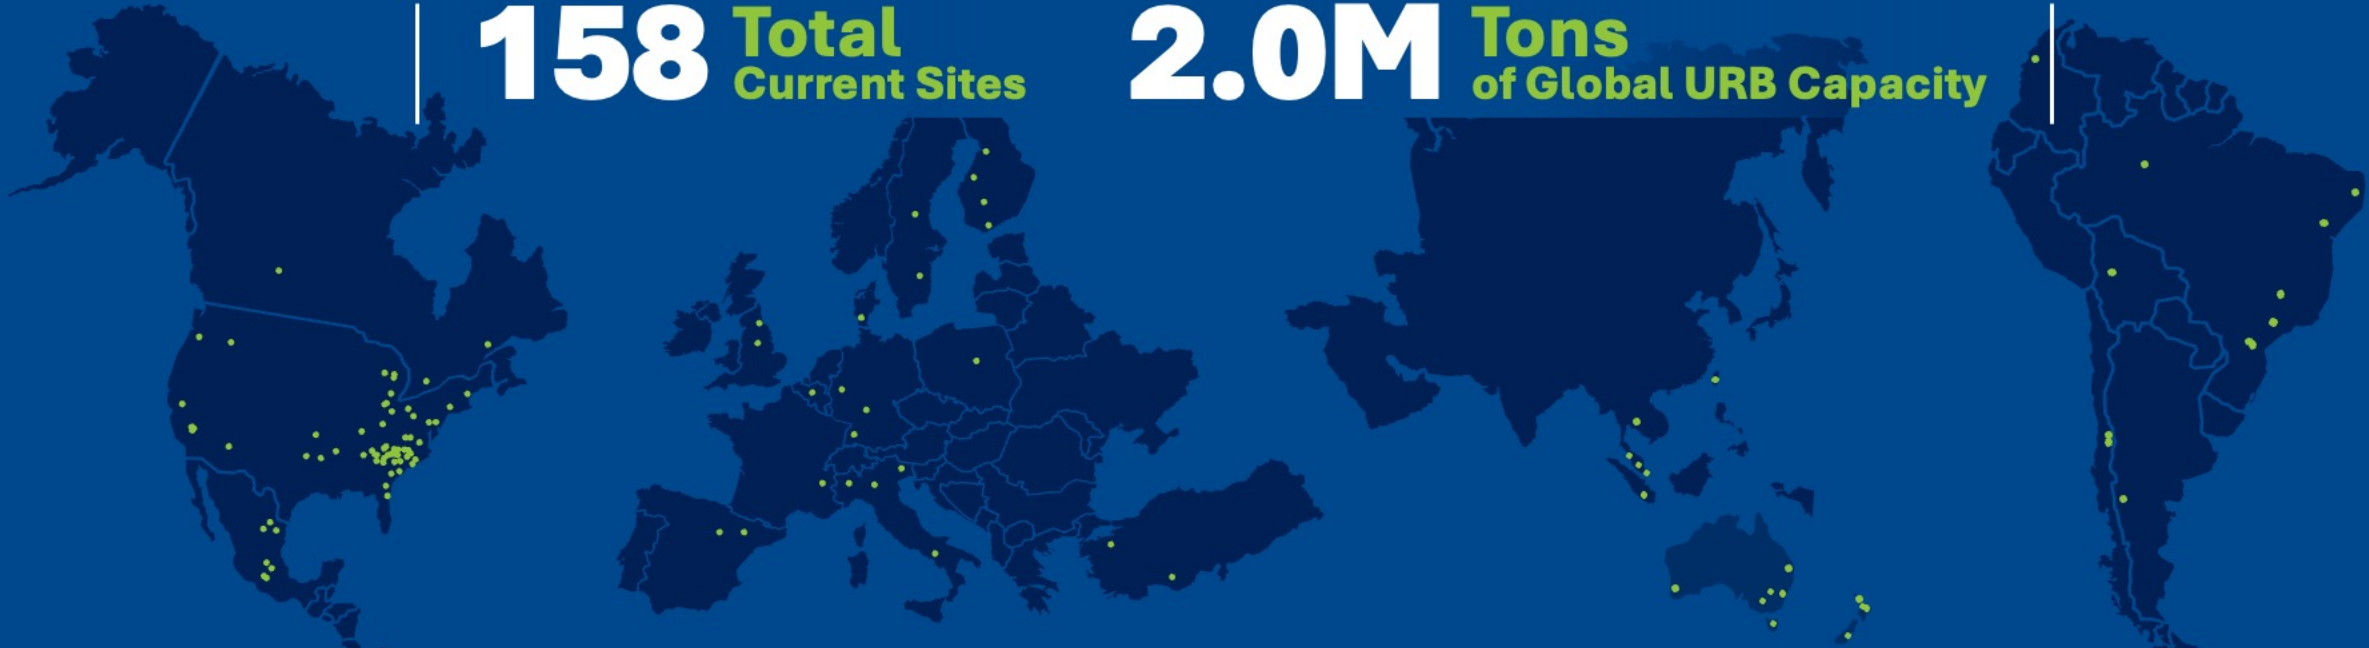 158 Total
Current Sites
2.0M Tons
of Global URB Capacity